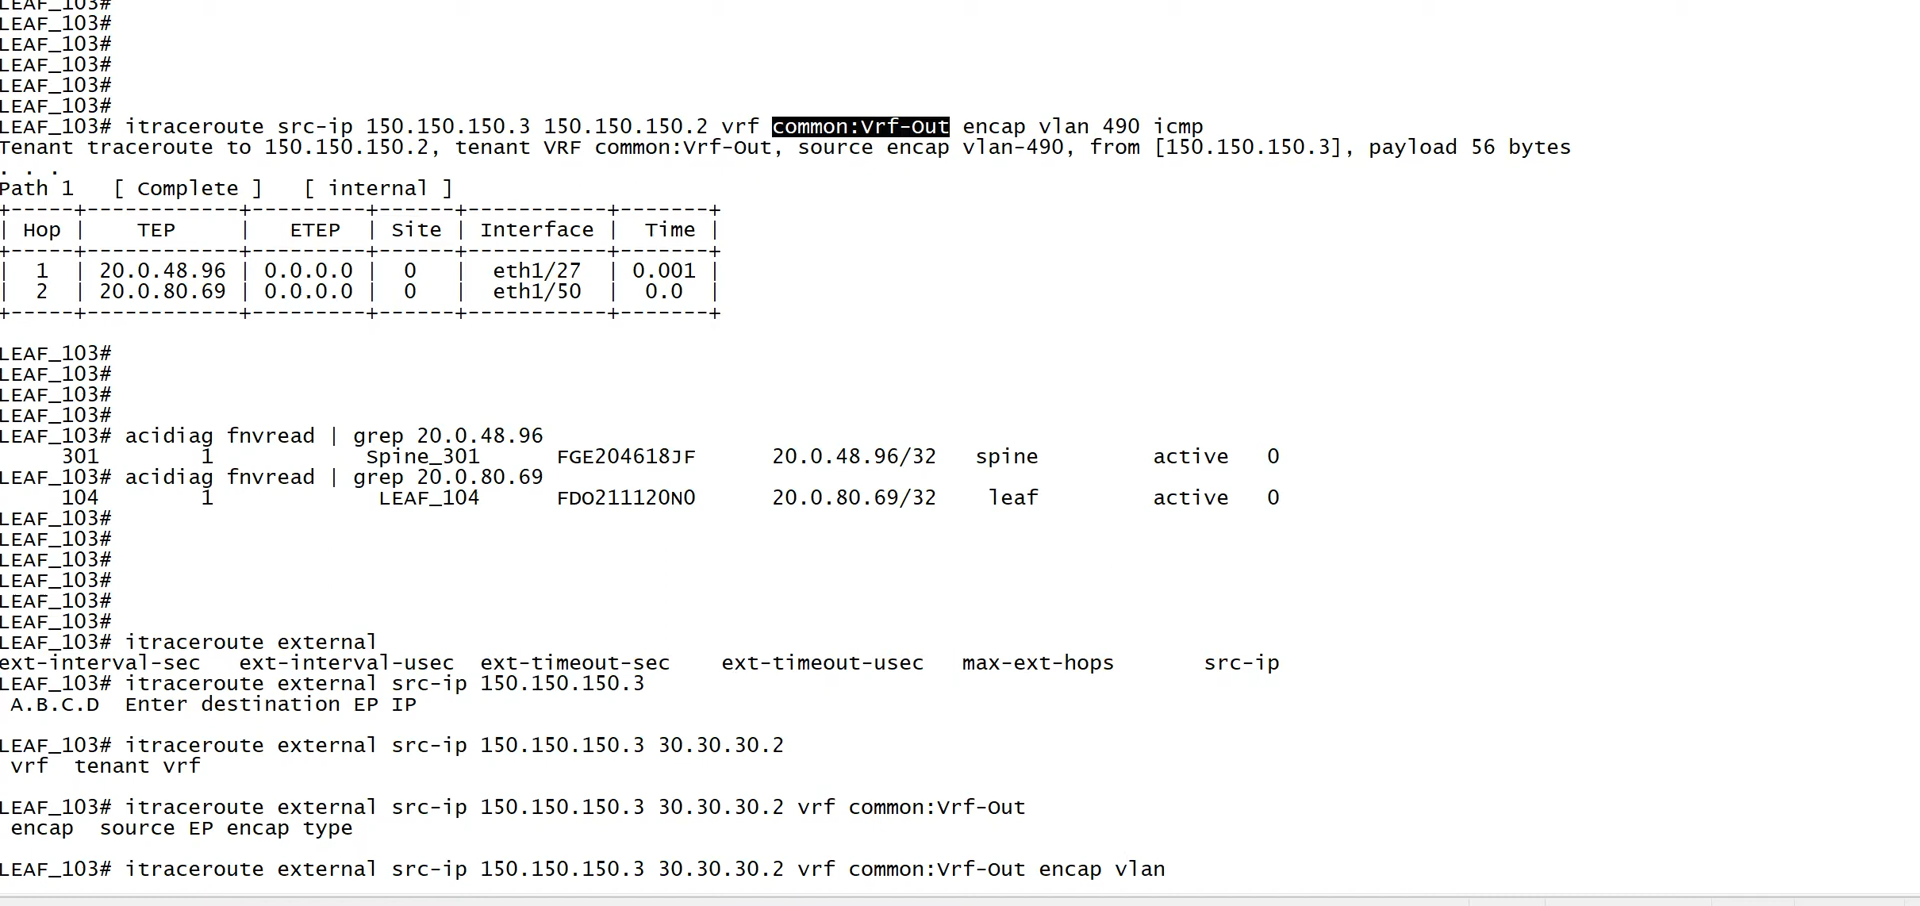 LEAF_103#
LEAF_103#
LEAF_103#
LEAF_103#
LEAF_103#
LEAF_103#
LEAF_103# itraceroute src-ip 150.150.150.3 150.150.150.2 vrf common:Vrf-Out encap vlan 490 icmp
Tenant traceroute to 150.150.150.2, tenant VRF common:Vrf-Out, source encap vlan-490, from [150.150.150.3], payload 56 bytes
. . .
Path 1   [ Complete ]   [ internal ]
+-----+------------+---------+------+-----------+-------+
| Hop |    TEP     |   ETEP  | Site | Interface |  Time |
+-----+------------+---------+------+-----------+-------+
|  1  | 20.0.48.96 | 0.0.0.0 |  0   |  eth1/27  | 0.001 |
|  2  | 20.0.80.69 | 0.0.0.0 |  0   |  eth1/50  |  0.0  |
+-----+------------+---------+------+-----------+-------+
LEAF_103#
LEAF_103#
LEAF_103#
LEAF_103#
LEAF_103# acidiag fnvread | grep 20.0.48.96
     301        1            Spine_301      FGE204618JF      20.0.48.96/32   spine         active   0
LEAF_103# acidiag fnvread | grep 20.0.80.69
     104        1             LEAF_104      FDO211120N0      20.0.80.69/32    leaf         active   0
LEAF_103#
LEAF_103#
LEAF_103#
LEAF_103#
LEAF_103#
LEAF_103#
LEAF_103# itraceroute external
ext-interval-sec   ext-interval-usec  ext-timeout-sec    ext-timeout-usec   max-ext-hops       src-ip
LEAF_103# itraceroute external src-ip 150.150.150.3
 A.B.C.D  Enter destination EP IP
LEAF_103# itraceroute external src-ip 150.150.150.3 30.30.30.2
 vrf  tenant vrf
LEAF_103# itraceroute external src-ip 150.150.150.3 30.30.30.2 vrf common:Vrf-Out
 encap  source EP encap type
LEAF_103# itraceroute external src-ip 150.150.150.3 30.30.30.2 vrf common:Vrf-Out encap vlan